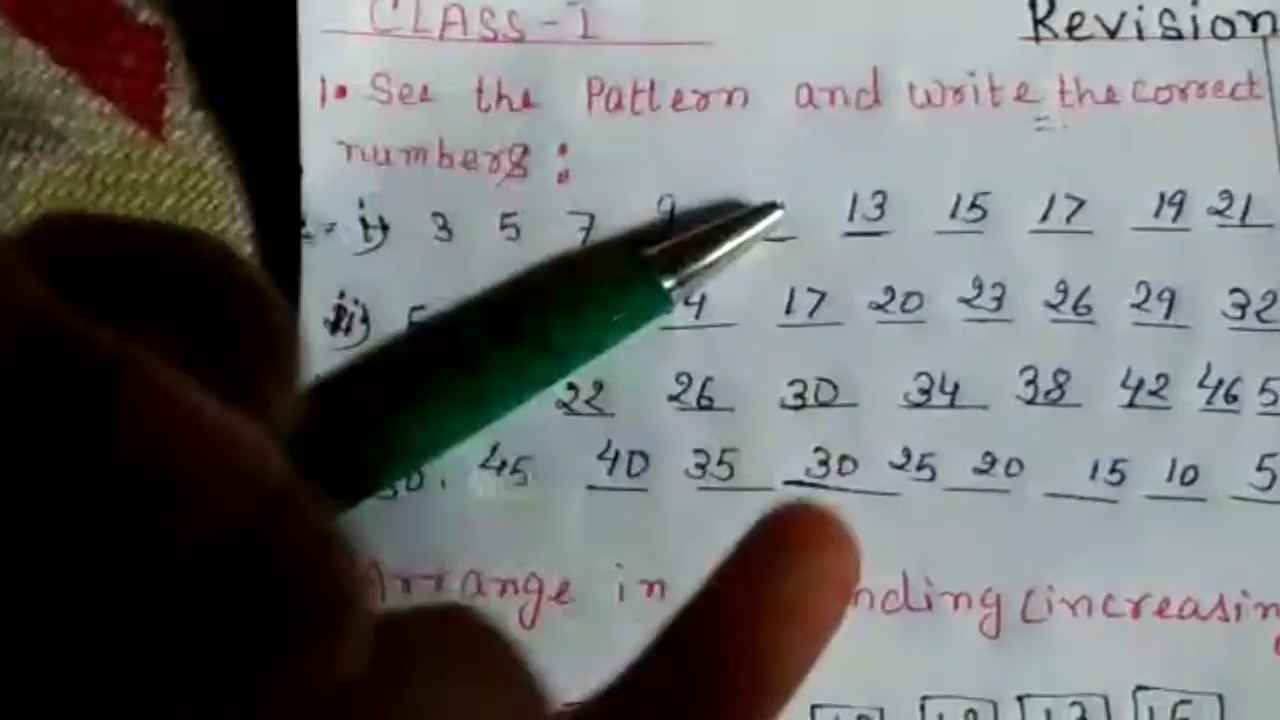 CLASS-I
Revision
1. See the Pattern and write the correct
numbers :
i) 3 5 7 9 13 15 17 19 21
ii) 17 20 23 26 29 32
22 26 30 34 38 42 46
45 40 35 30 25 20 15 10 5
Arrange in (increasin